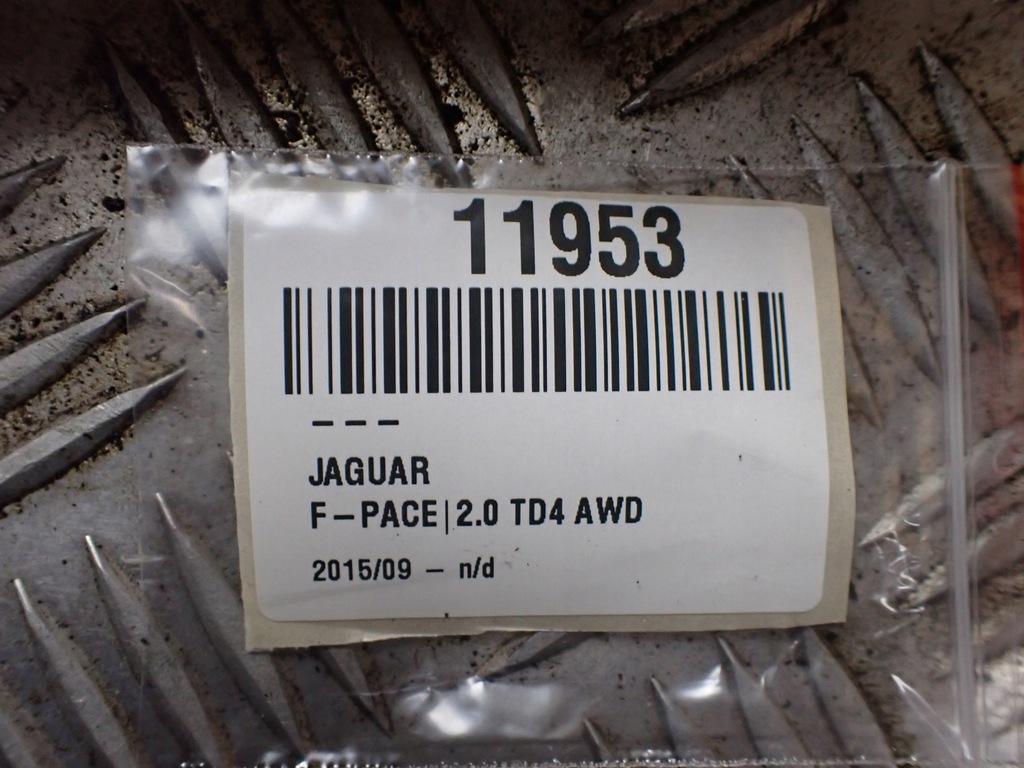 11953
– – –
JAGUAR
F–PACE|2.0 TD4 AWD
2015/09 – n/d